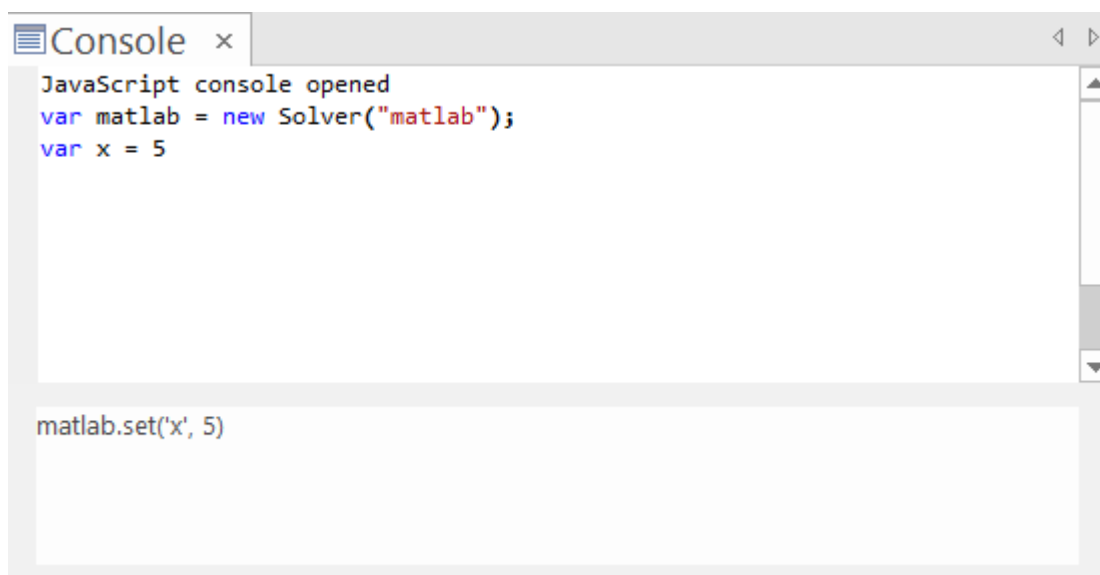 Console ×
JavaScript console opened
var matlab = new Solver("matlab");
var x = 5
matlab.set('x', 5)